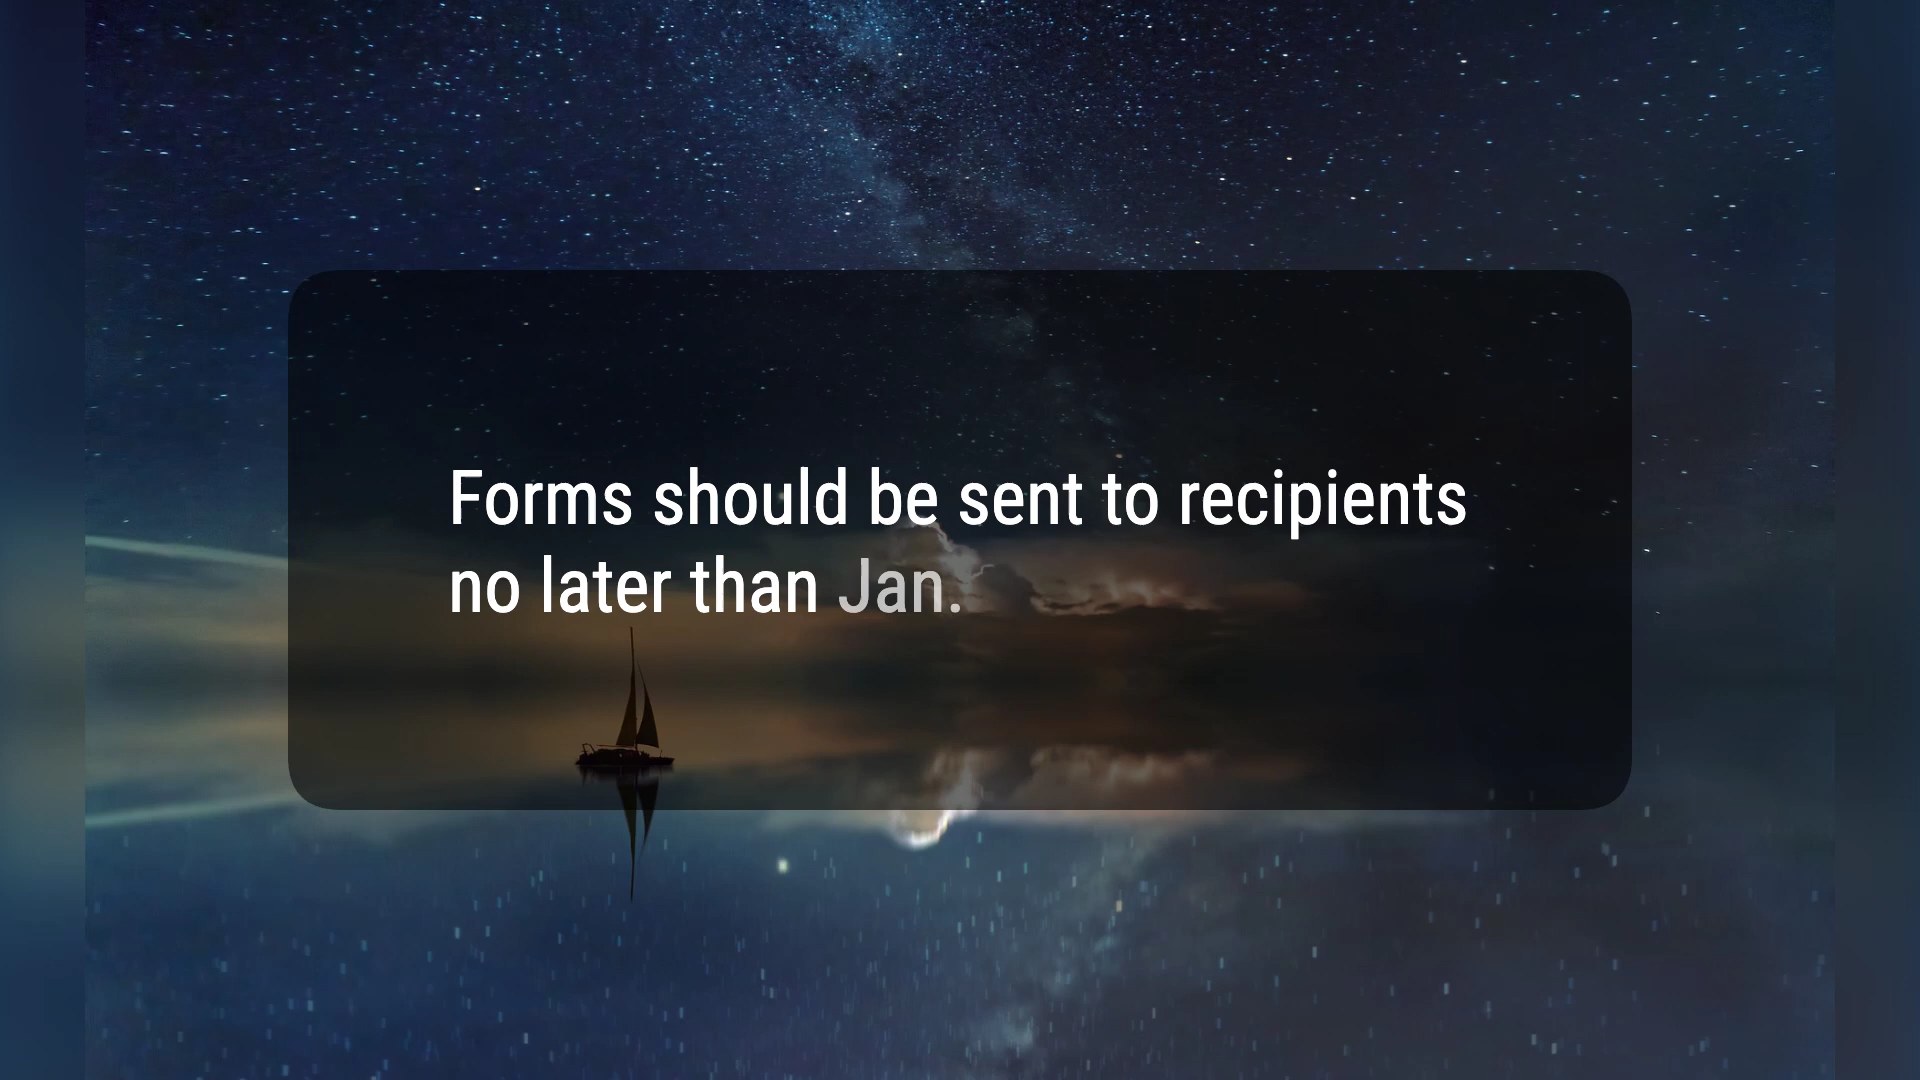 Forms should be sent to recipients
no later than Jan.